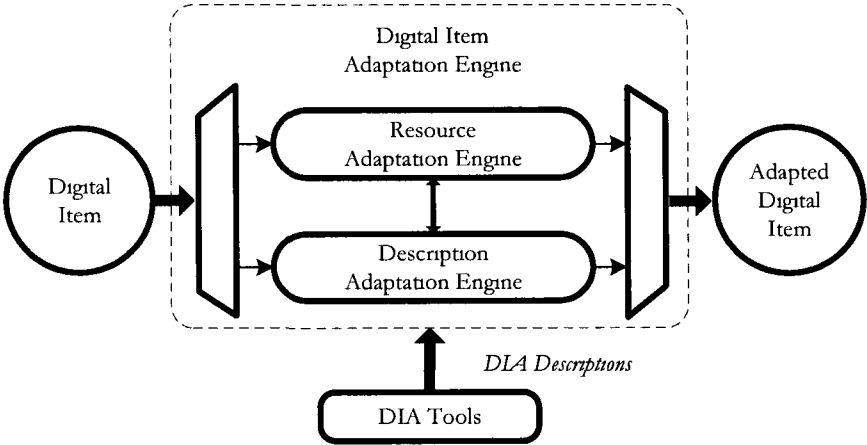 Digital Item
Adaptation Engine
Resource
Adaptation Engine
Digital
Item
Adapted
Digital
Item
Description
Adaptation Engine
DIA Descriptions
DIA Tools